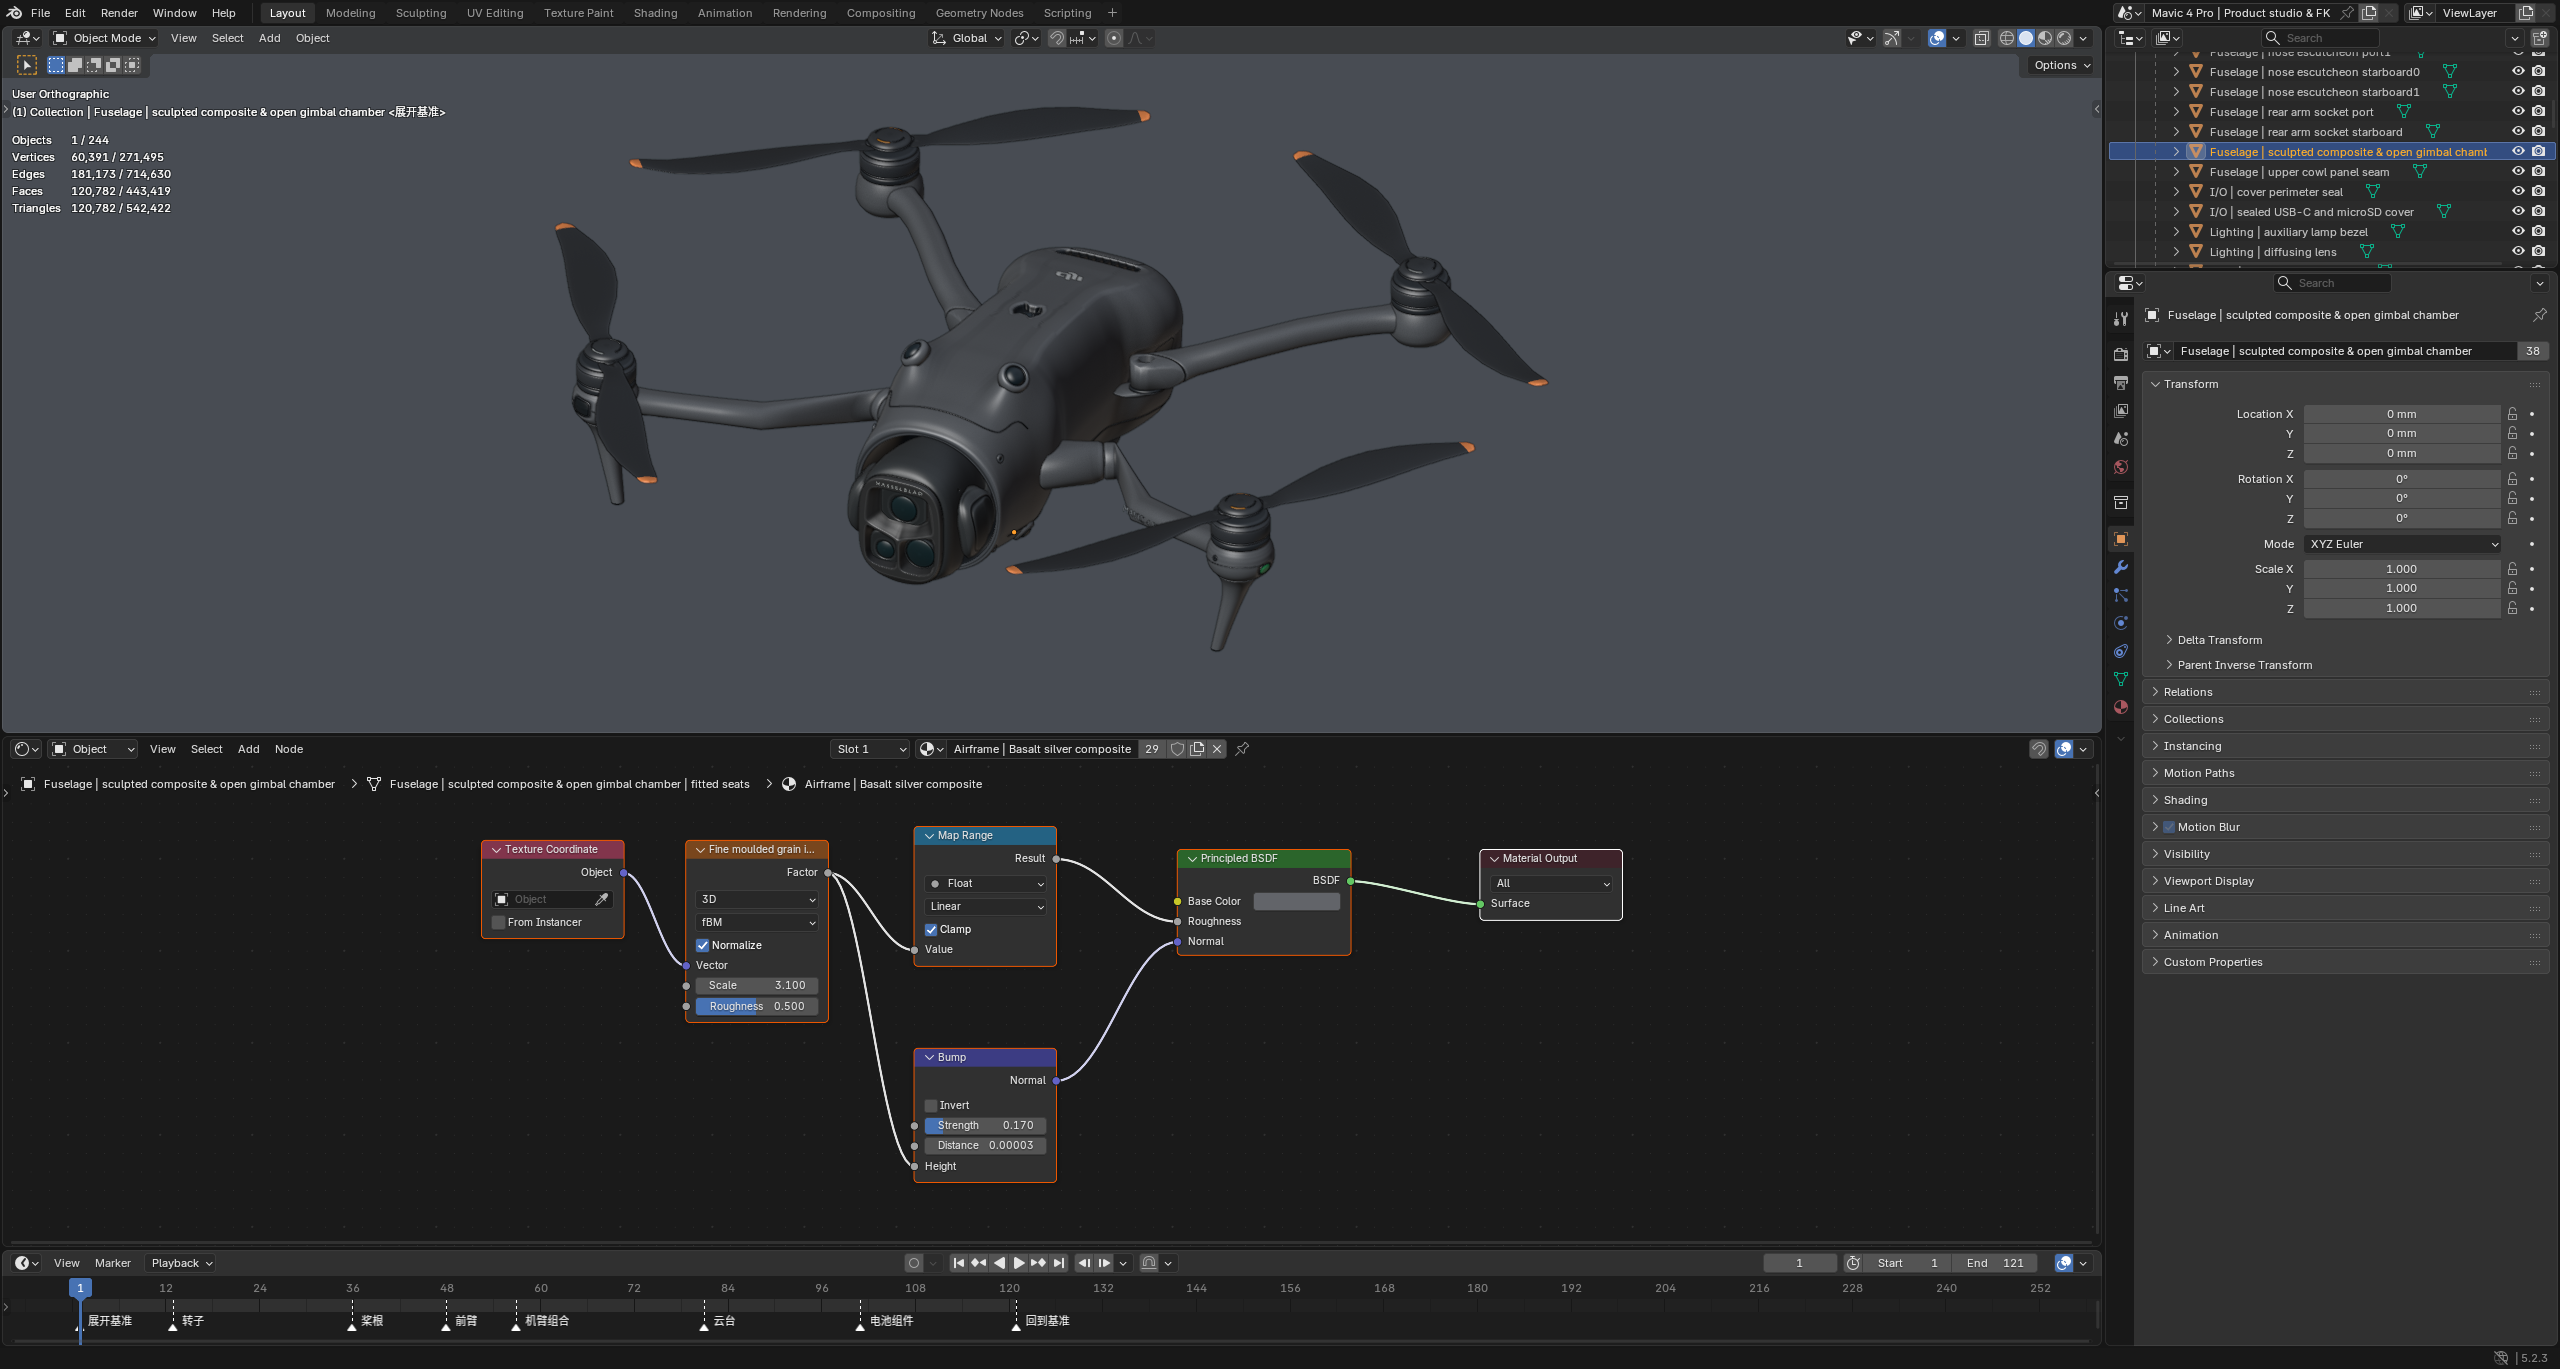 File Edit Render Window Help Layout Modeling Sculpting UV Editing Texture Paint Shading Animation Rendering Compositing Geometry Nodes Scripting +
Mavic 4 Pro | Product studio & FK
ViewLayer
Object Mode View Select Add Object
Global
Options
User Orthographic
(1) Collection | Fuselage | sculpted composite & open gimbal chamber <展开基准>
Objects 1 / 244
Vertices 60,391 / 271,495
Edges 181,173 / 714,630
Faces 120,782 / 443,419
Triangles 120,782 / 542,422
HASSELBLAD
Search
Fuselage | nose escutcheon port1
Fuselage | nose escutcheon starboard0
Fuselage | nose escutcheon starboard1
Fuselage | rear arm socket port
Fuselage | rear arm socket starboard
Fuselage | sculpted composite & open gimbal chamb
Fuselage | upper cowl panel seam
I/O | cover perimeter seal
I/O | sealed USB-C and microSD cover
Lighting | auxiliary lamp bezel
Lighting | diffusing lens
Search
Fuselage | sculpted composite & open gimbal chamber
Fuselage | sculpted composite & open gimbal chamber 38
Transform
Location X 0 mm
Y 0 mm
Z 0 mm
Rotation X 0°
Y 0°
Z 0°
Mode XYZ Euler
Scale X 1.000
Y 1.000
Z 1.000
Delta Transform
Parent Inverse Transform
Relations
Collections
Instancing
Motion Paths
Shading
Motion Blur
Visibility
Viewport Display
Line Art
Animation
Custom Properties
Object View Select Add Node
Slot 1
Airframe | Basalt silver composite 29
Fuselage | sculpted composite & open gimbal chamber > Fuselage | sculpted composite & open gimbal chamber | fitted seats > Airframe | Basalt silver composite
Texture Coordinate
Object
Object
From Instancer
Fine moulded grain i...
Factor
3D
fBM
Normalize
Vector
Scale 3.100
Roughness 0.500
Map Range
Result
Float
Linear
Clamp
Value
Bump
Normal
Invert
Strength 0.170
Distance 0.00003
Height
Principled BSDF
BSDF
Base Color
Roughness
Normal
Material Output
All
Surface
View Marker Playback
1
Start 1 End 121
1 12 24 36 48 60 72 84 96 108 120 132 144 156 168 180 192 204 216 228 240 252
展开基准 转子 桨根 前臂 机臂组合 云台 电池组件 回到基准
5.2.3